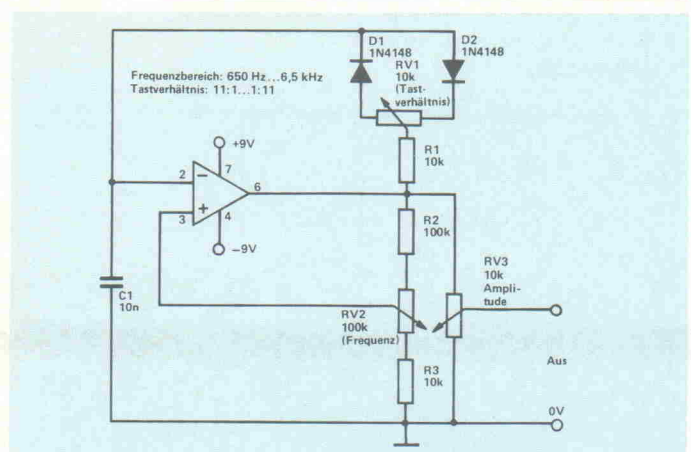 D1
1N4148
D2
1N4148
RV1
10k
(Tast-
verhältnis)
Frequenzbereich: 650 Hz...6,5 kHz
Tastverhältnis: 11:1...1:11
R1
10k
+9V
7
2
−
6
+
3
4
−9V
R2
100k
RV3
10k
Ampli-
tude
C1
10n
RV2
100k
(Frequenz)
Aus
R3
10k
0V